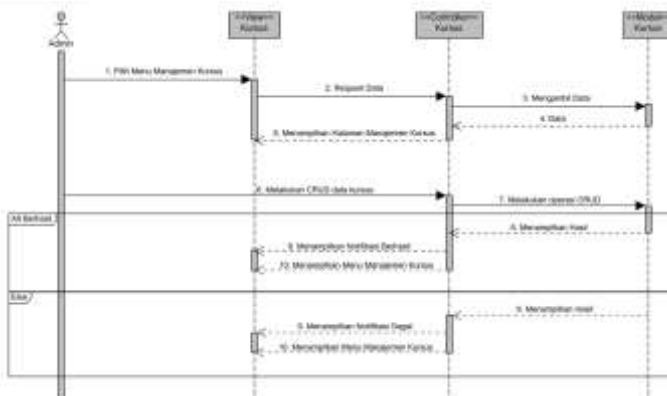 Admin
<<View>>
Kursus
<<Controller>>
Kursus
<<Model>>
Kursus
1. Pilih Menu Manajemen Kursus
2. Request Data
3. Mengambil Data
4. Data
5. Menampilkan Halaman Manajemen Kursus
6. Melakukan CRUD data kursus
7. Melakukan operasi CRUD
Alt Berhasil
8. Menampilkan Hasil
9. Menampilkan Notifikasi Berhasil
10. Menampilkan Menu Manajemen Kursus
Else
Menampilkan Hasil
9. Menampilkan Notifikasi Gagal
10. Menampilkan Menu Manajemen Kursus